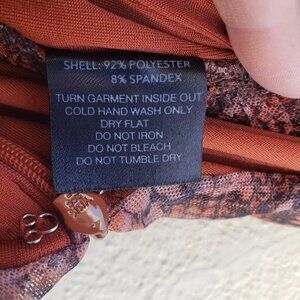 SHELL: 92% POLYESTER
8% SPANDEX
TURN GARMENT INSIDE OUT
COLD HAND WASH ONLY
DRY FLAT
DO NOT IRON
DO NOT BLEACH
DO NOT TUMBLE DRY